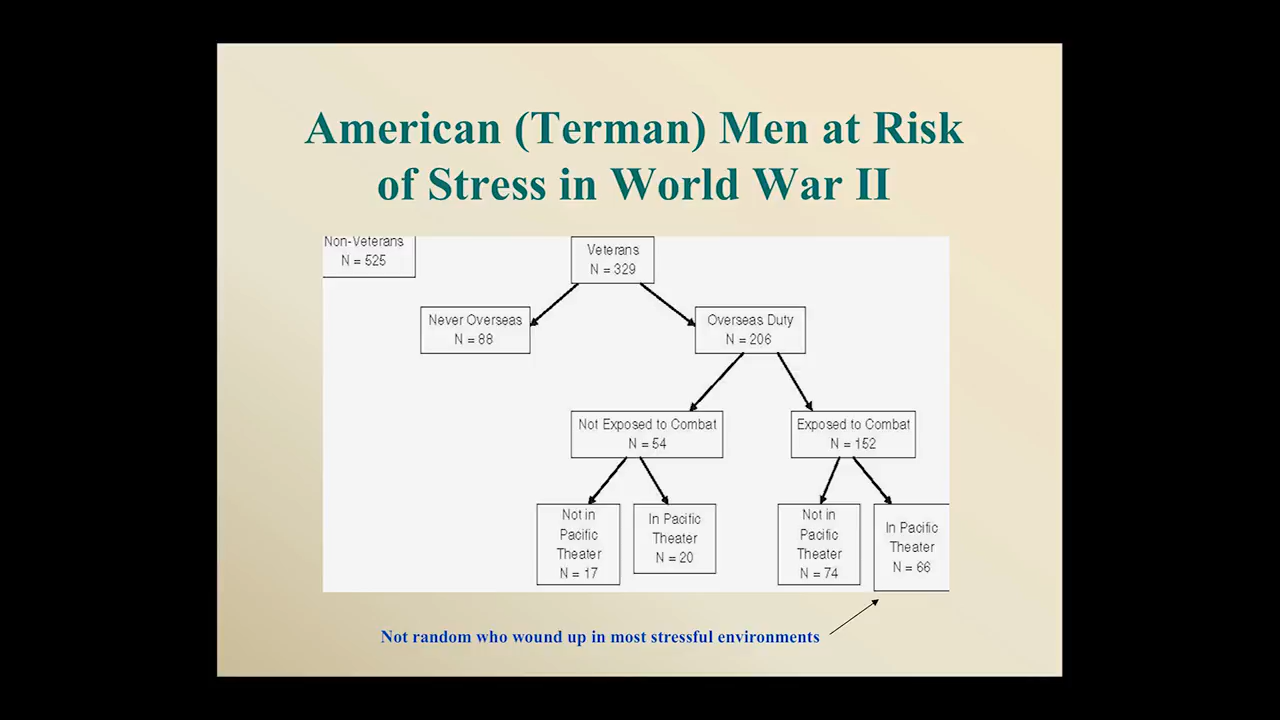 American (Terman) Men at Risk
of Stress in World War II
Non-Veterans
N = 525
Veterans
N = 329
Never Overseas
N = 88
Overseas Duty
N = 206
Not Exposed to Combat
N = 54
Exposed to Combat
N = 152
Not in
Pacific
Theater
N = 17
In Pacific
Theater
N = 20
Not in
Pacific
Theater
N = 74
In Pacific
Theater
N = 66
Not random who wound up in most stressful environments